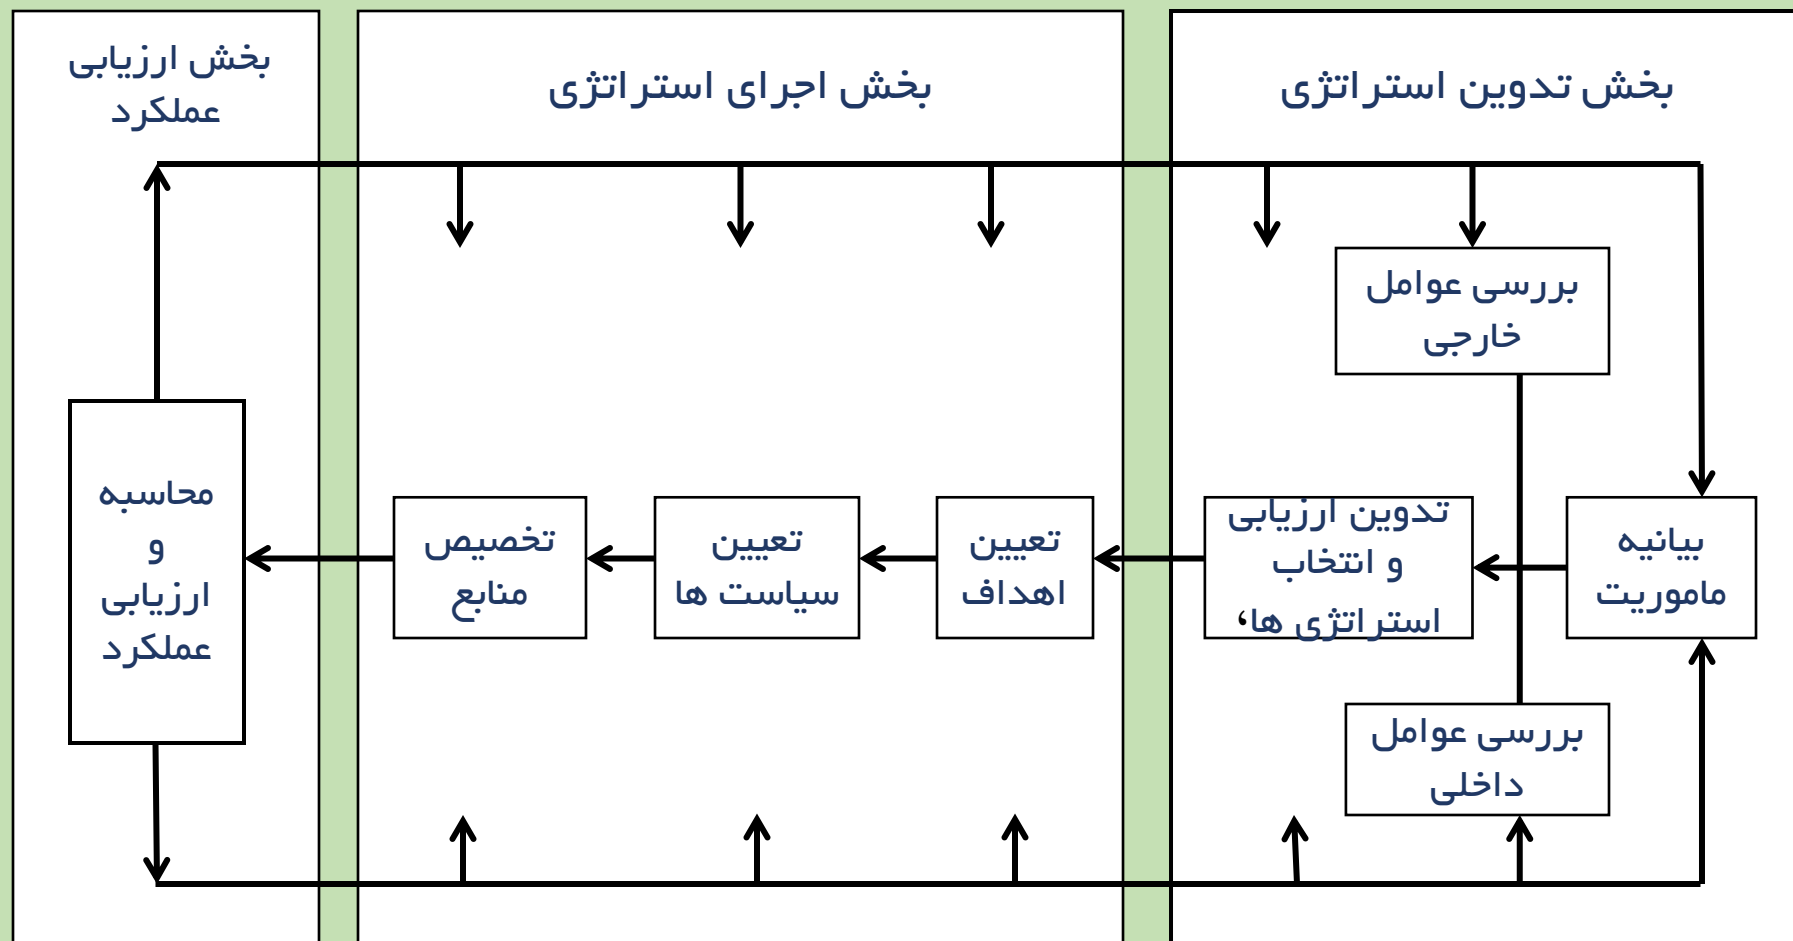 بخش تدوین استراتژی
بخش اجرای استراتژی
بخش ارزیابی
عملکرد
بررسی عوامل
خارجی
بیانیه
ماموریت
تدوین ارزیابی
و انتخاب
استراتژی ها،
بررسی عوامل
داخلی
تعیین
اهداف
تعیین
سیاست ها
تخصیص
منابع
محاسبه
و
ارزیابی
عملکرد